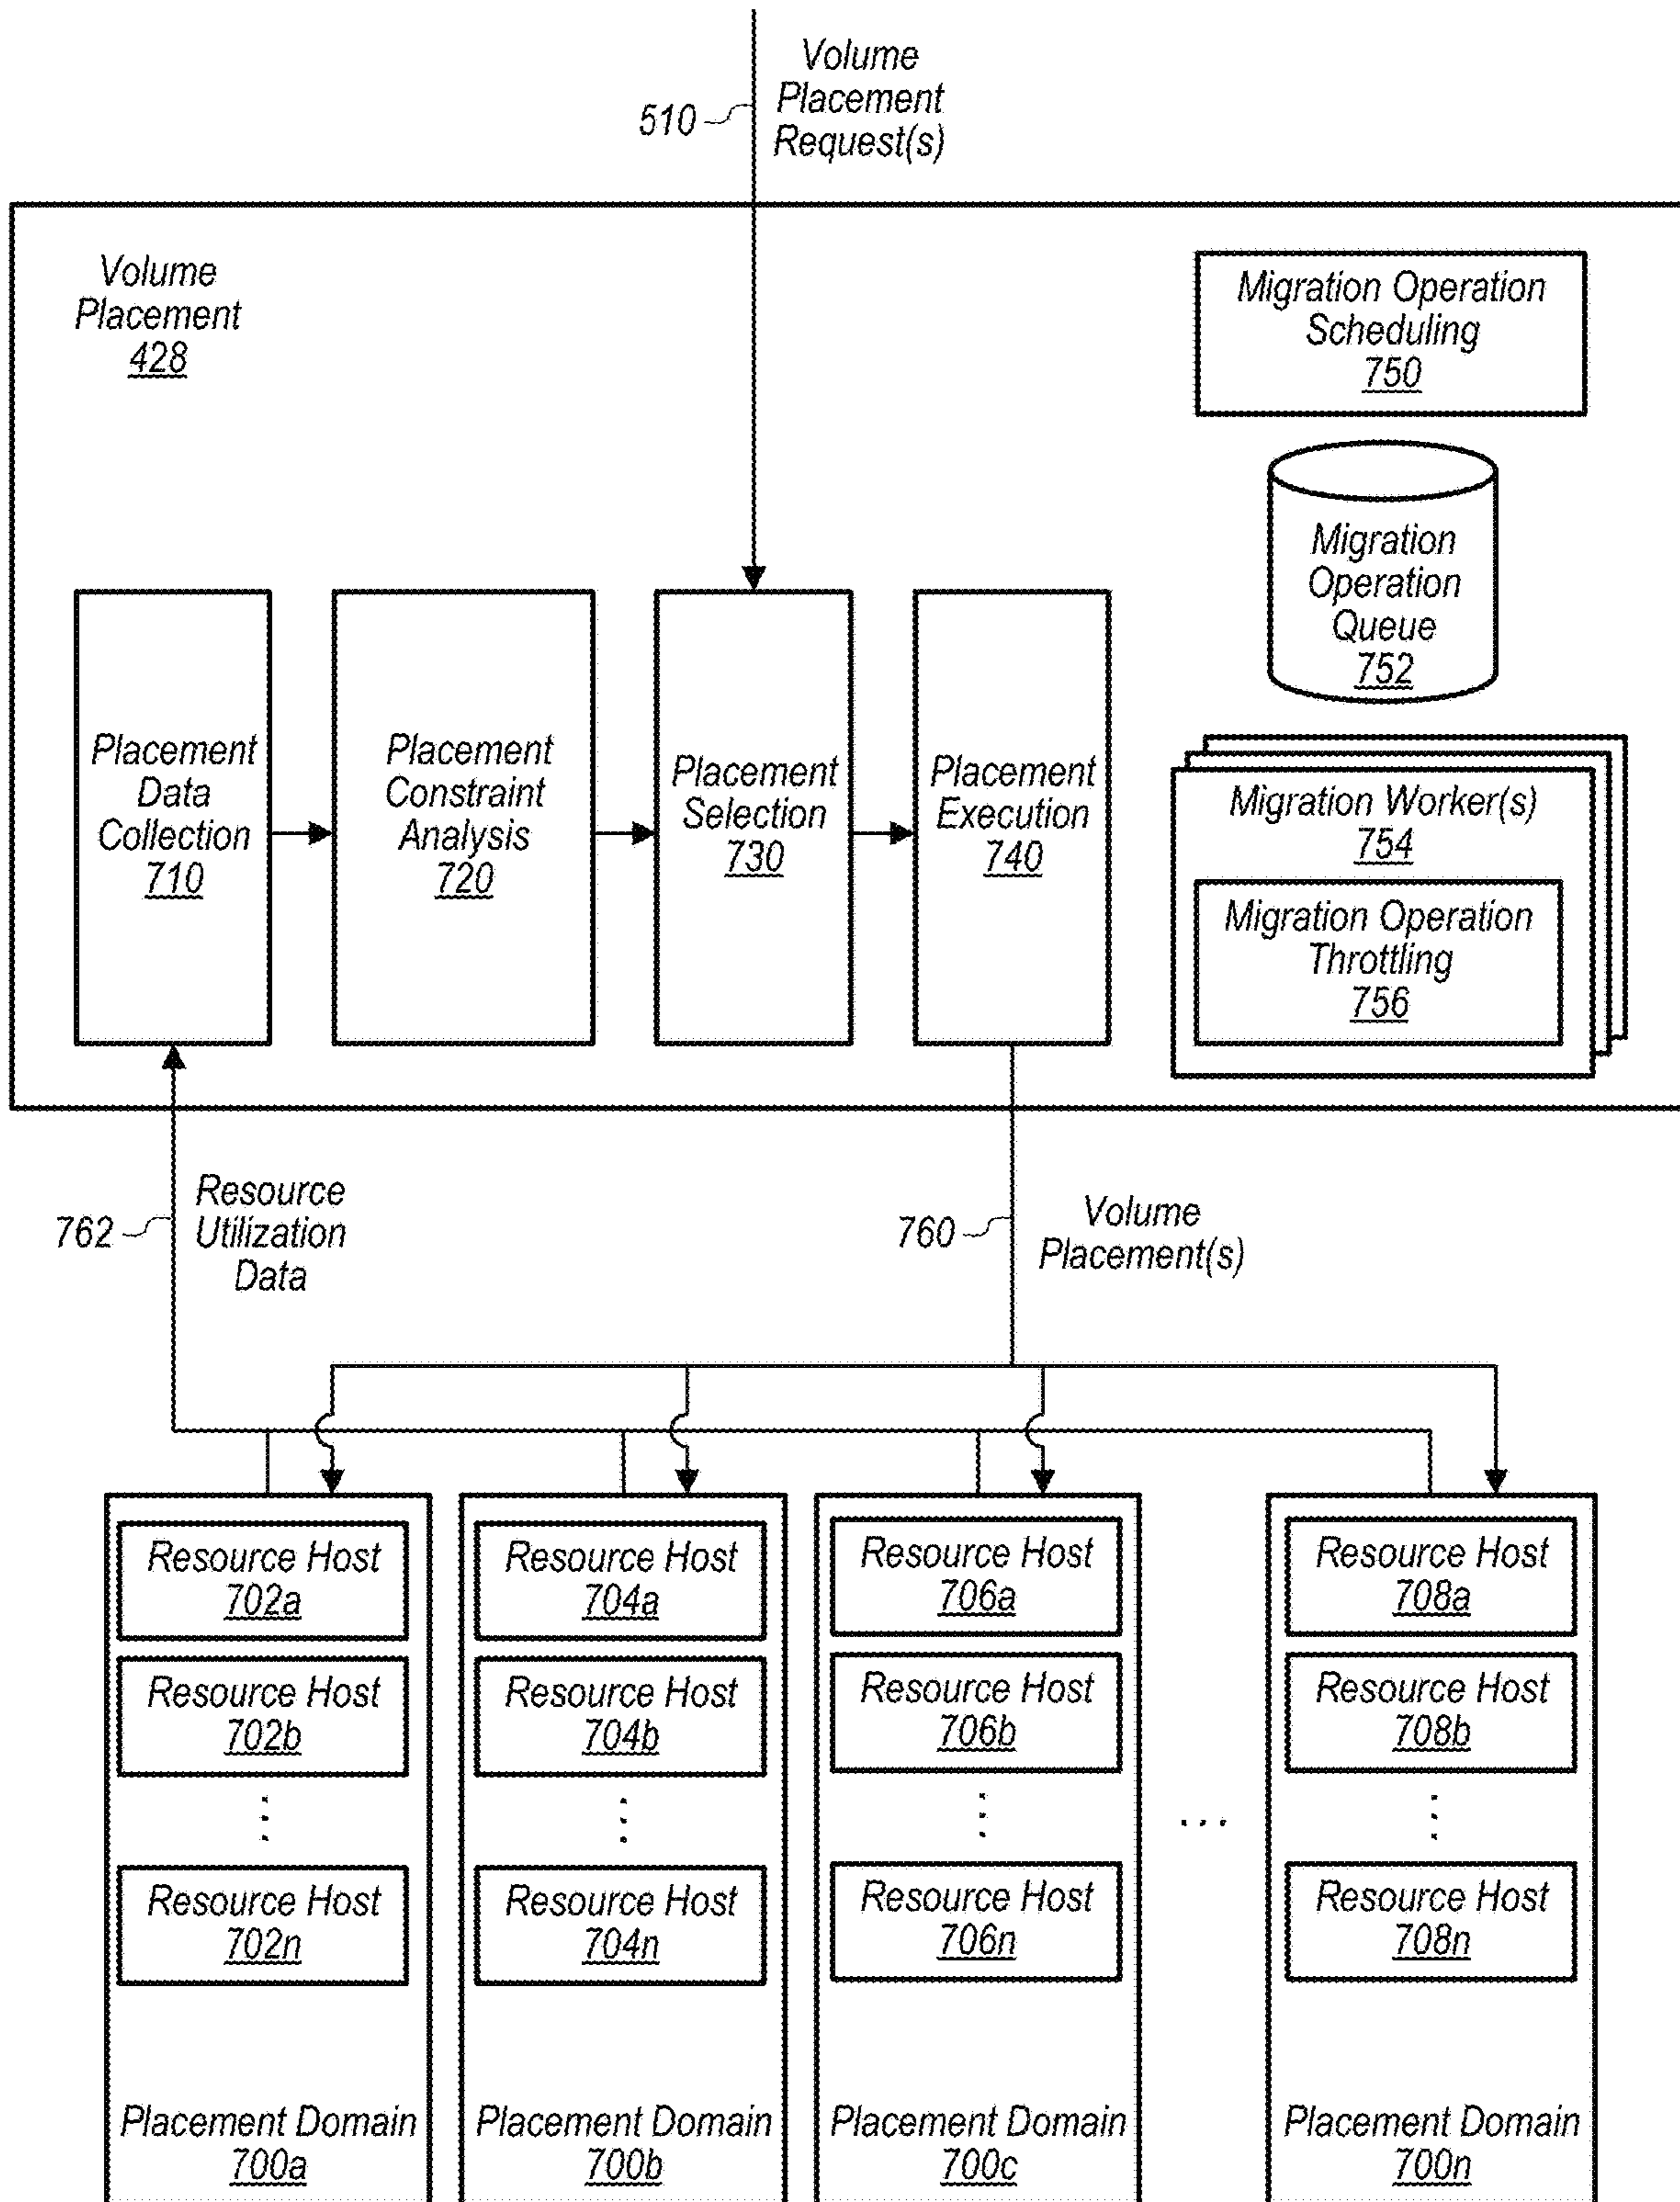 Volume
Placement
Request(s)
510
Volume
Placement
428
Migration Operation
Scheduling
750
Migration
Operation
Queue
752
Placement
Data
Collection
710
Placement
Constraint
Analysis
720
Placement
Selection
730
Placement
Execution
740
Migration Worker(s)
754
Migration Operation
Throttling
756
762
Resource
Utilization
Data
760
Volume
Placement(s)
Resource Host
702a
Resource Host
702b
Resource Host
702n
Placement Domain
700a
Resource Host
704a
Resource Host
704b
Resource Host
704n
Placement Domain
700b
Resource Host
706a
Resource Host
706b
Resource Host
706n
Placement Domain
700c
...
Resource Host
708a
Resource Host
708b
Resource Host
708n
Placement Domain
700n